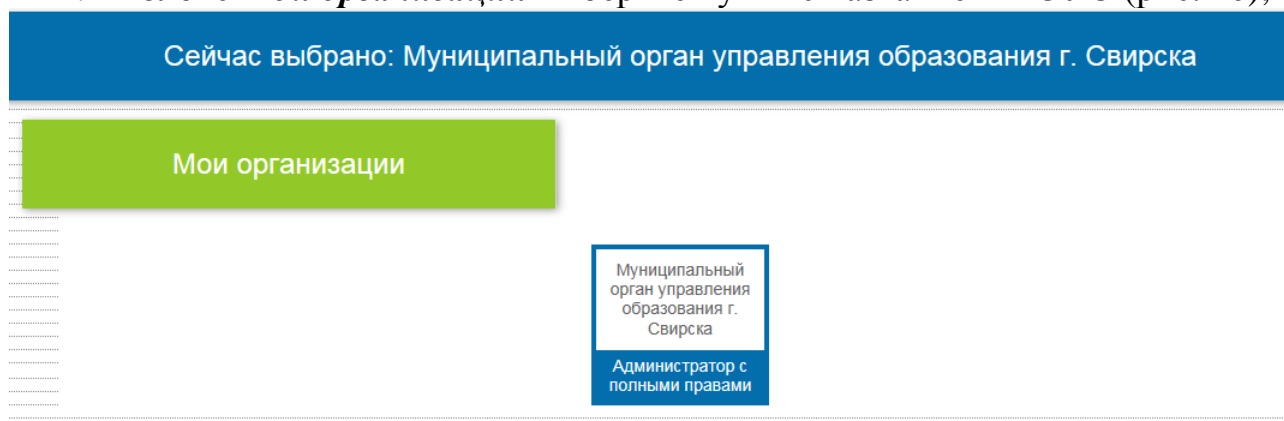 Сейчас выбрано: Муниципальный орган управления образования г. Свирска
Мои организации
Муниципальный
орган управления
образования г.
Свирска
Администратор с
полными правами